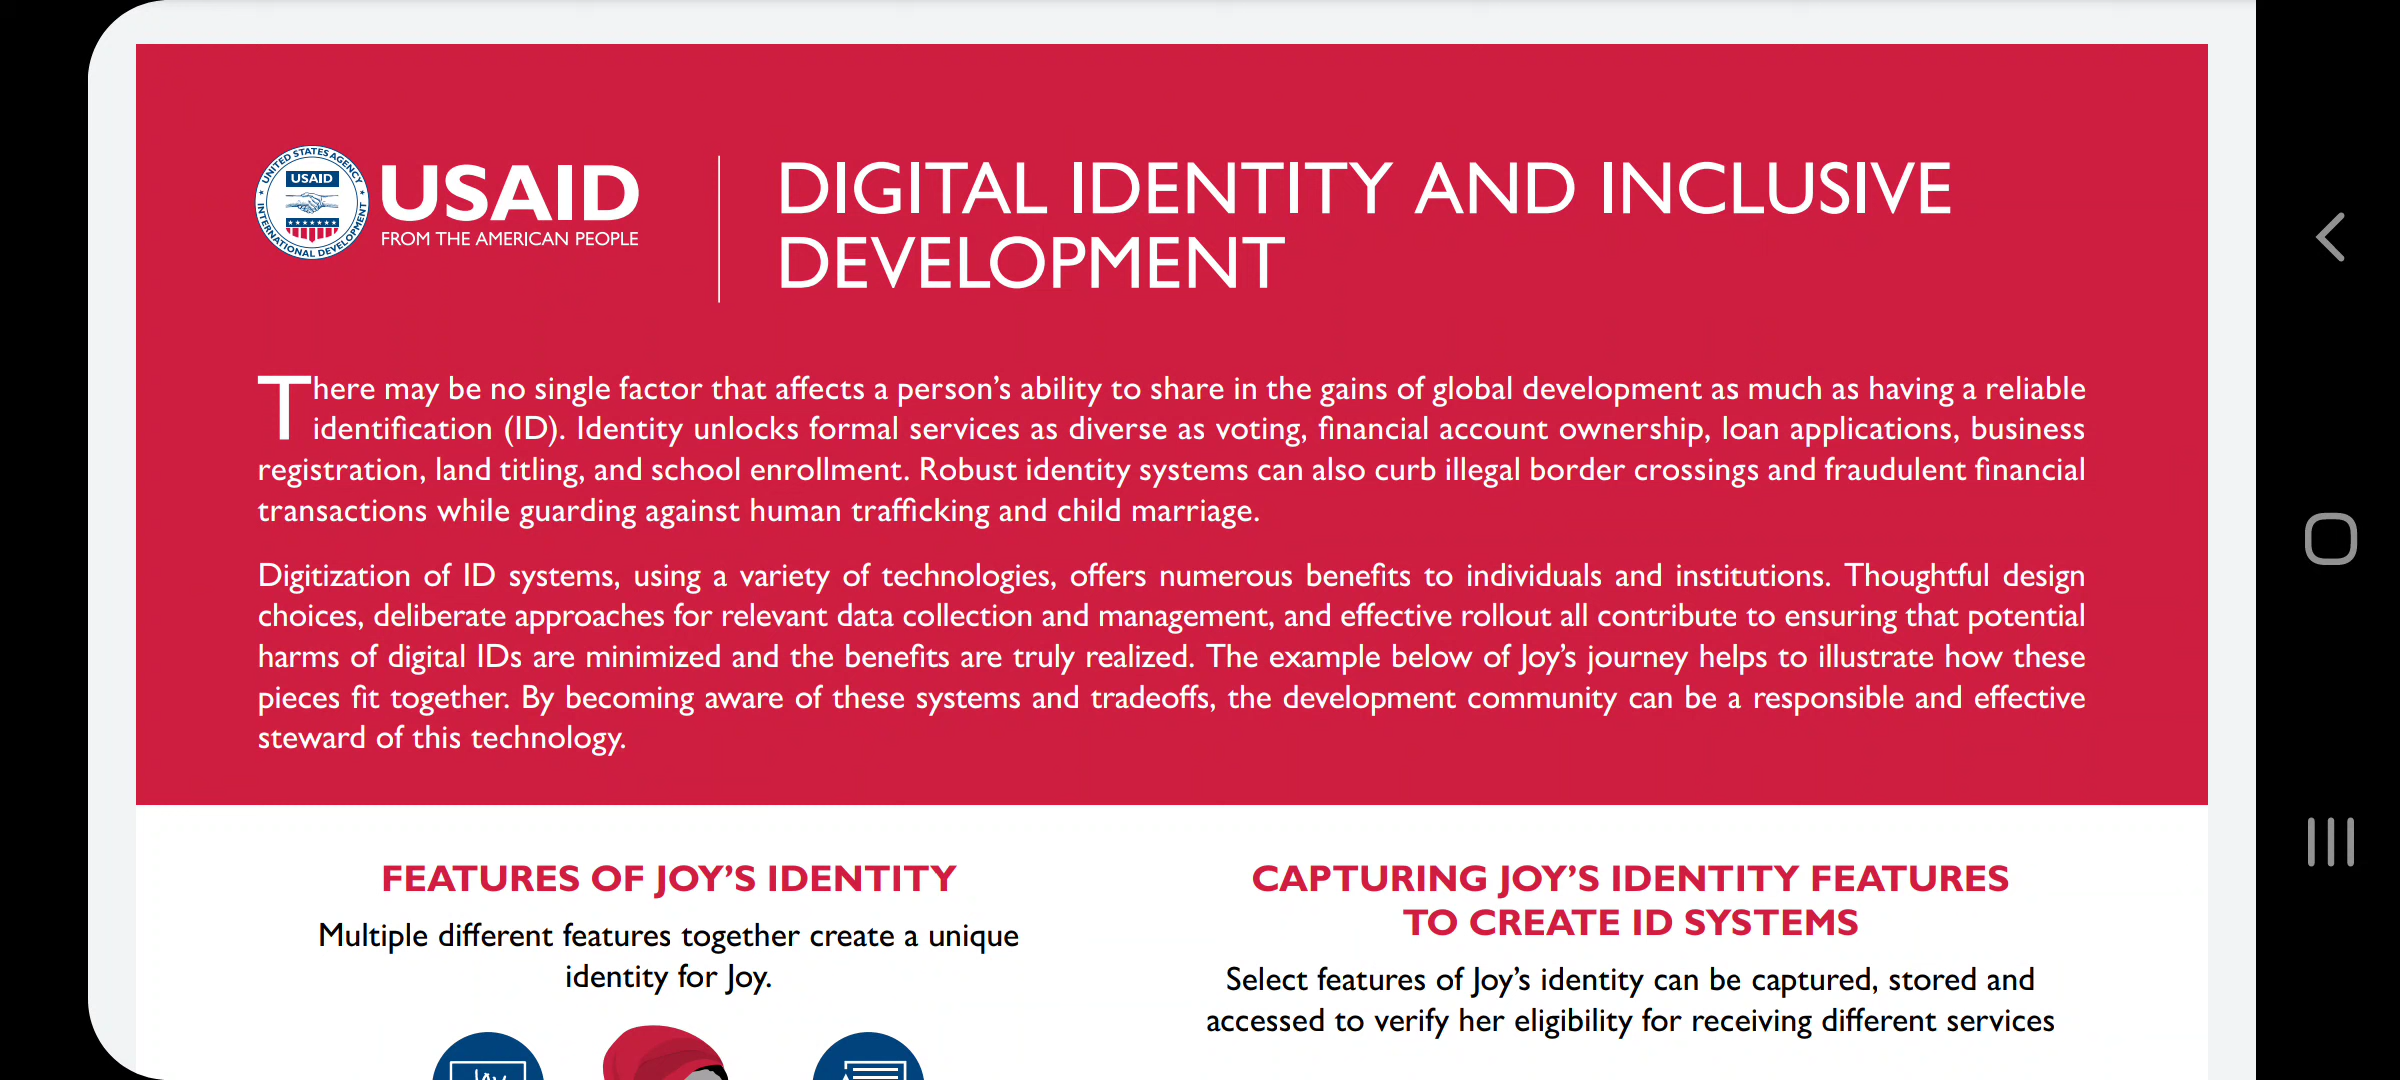 UNITED STATES AGENCY
INTERNATIONAL DEVELOPMENT
USAID
USAID
FROM THE AMERICAN PEOPLE
DIGITAL IDENTITY AND INCLUSIVE
DEVELOPMENT
There may be no single factor that affects a person’s ability to share in the gains of global development as much as having a reliable
identification (ID). Identity unlocks formal services as diverse as voting, financial account ownership, loan applications, business
registration, land titling, and school enrollment. Robust identity systems can also curb illegal border crossings and fraudulent financial
transactions while guarding against human trafficking and child marriage.
Digitization of ID systems, using a variety of technologies, offers numerous benefits to individuals and institutions. Thoughtful design
choices, deliberate approaches for relevant data collection and management, and effective rollout all contribute to ensuring that potential
harms of digital IDs are minimized and the benefits are truly realized. The example below of Joy’s journey helps to illustrate how these
pieces fit together. By becoming aware of these systems and tradeoffs, the development community can be a responsible and effective
steward of this technology.
FEATURES OF JOY’S IDENTITY
Multiple different features together create a unique
identity for Joy.
CAPTURING JOY’S IDENTITY FEATURES
TO CREATE ID SYSTEMS
Select features of Joy’s identity can be captured, stored and
accessed to verify her eligibility for receiving different services